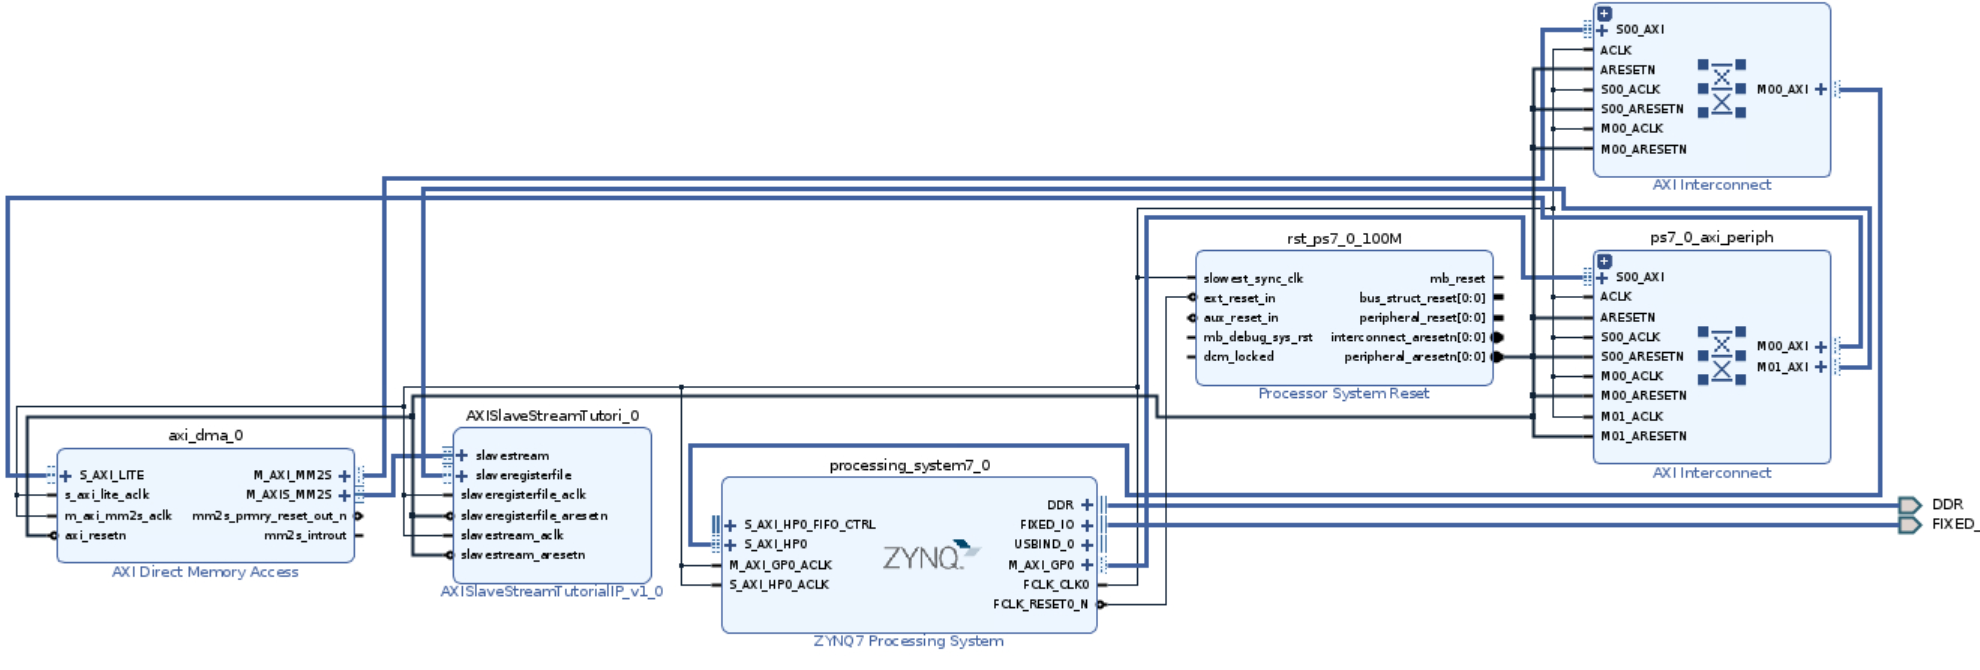 S00_AXI
ACLK
ARESETN
S00_ACLK
S00_ARESETN
M00_ACLK
M00_ARESETN
M00_AXI
AXI Interconnect
rst_ps7_0_100M
slowest_sync_clk
ext_reset_in
aux_reset_in
mb_debug_sys_rst
dcm_locked
mb_reset
bus_struct_reset[0:0]
peripheral_reset[0:0]
interconnect_aresetn[0:0]
peripheral_aresetn[0:0]
Processor System Reset
ps7_0_axi_periph
S00_AXI
ACLK
ARESETN
S00_ACLK
S00_ARESETN
M00_ACLK
M00_ARESETN
M01_ACLK
M01_ARESETN
M00_AXI
M01_AXI
AXI Interconnect
axi_dma_0
S_AXI_LITE
s_axi_lite_aclk
m_axi_mm2s_aclk
axi_resetn
M_AXI_MM2S
M_AXIS_MM2S
mm2s_prmry_reset_out_n
mm2s_introut
AXI Direct Memory Access
AXISlaveStreamTutori_0
slavestream
slaveregisterfile
slaveregisterfile_aclk
slaveregisterfile_aresetn
slavestream_aclk
slavestream_aresetn
AXISlaveStreamTutorialIP_v1_0
processing_system7_0
S_AXI_HP0_FIFO_CTRL
S_AXI_HP0
M_AXI_GP0_ACLK
S_AXI_HP0_ACLK
ZYNQ
DDR
FIXED_IO
USBIND_0
M_AXI_GP0
FCLK_CLK0
FCLK_RESET0_N
ZYNQ7 Processing System
DDR
FIXED_